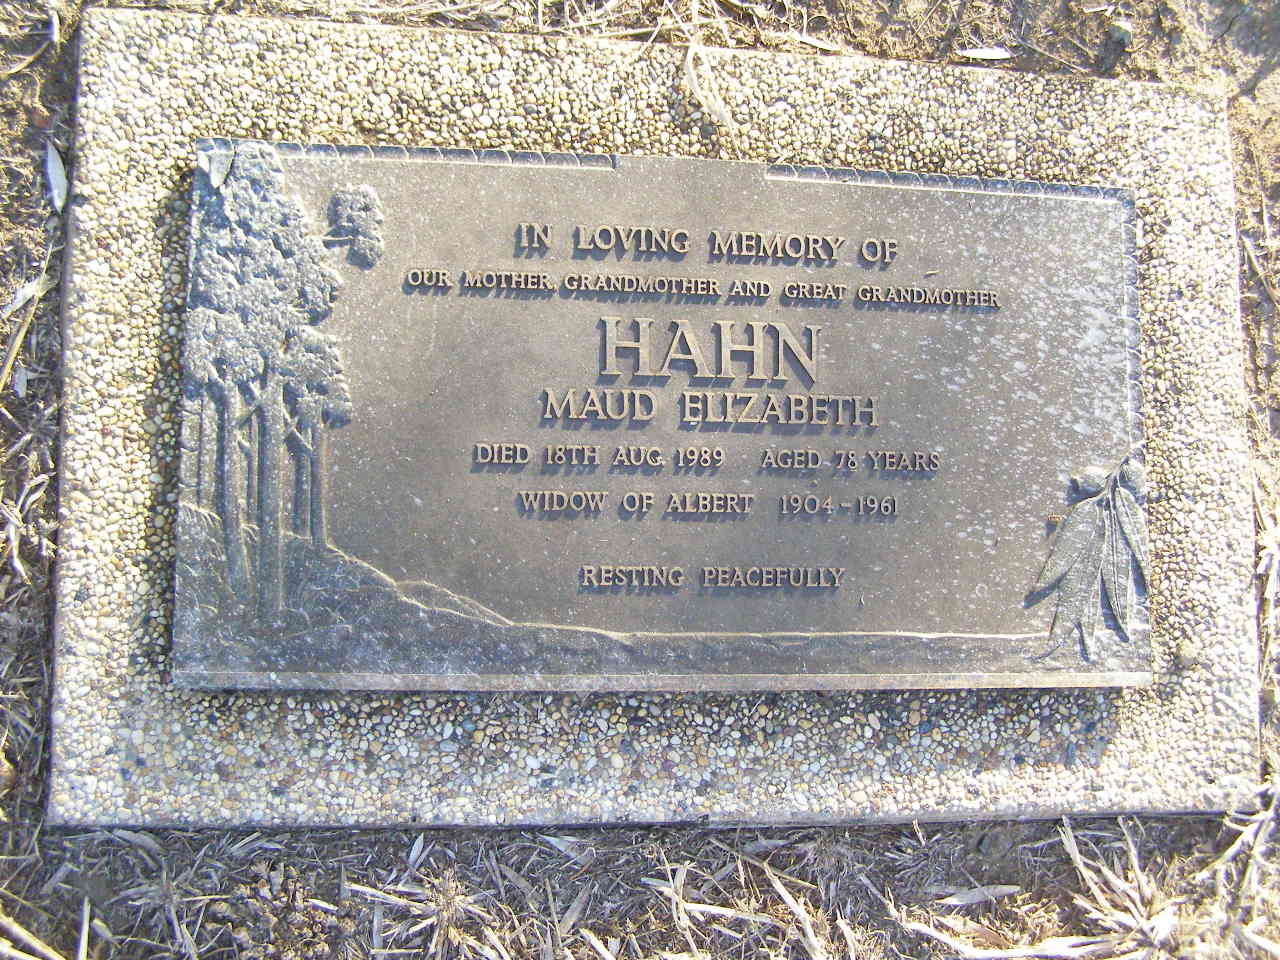 IN LOVING MEMORY OF
OUR MOTHER, GRANDMOTHER AND GREAT GRANDMOTHER
HAHN
MAUD ELIZABETH
DIED 18TH AUG. 1989 AGED 78 YEARS
WIDOW OF ALBERT 1904-1961
RESTING PEACEFULLY